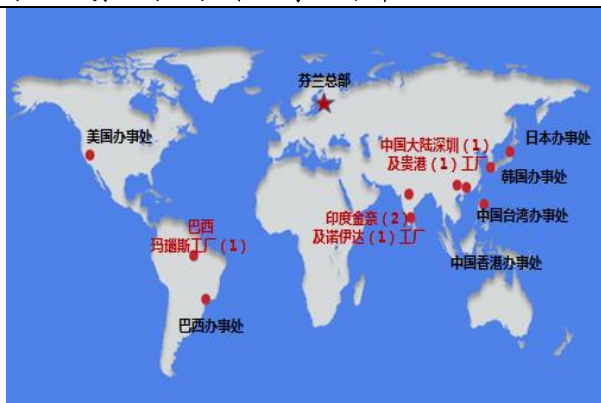 芬兰总部
美国办事处
中国大陆深圳（1）
及贵港（1）工厂
日本办事处
韩国办事处
中国台湾办事处
印度金奈（2）
及诺伊达（1）工厂
巴西
玛瑙斯工厂（1）
中国香港办事处
巴西办事处